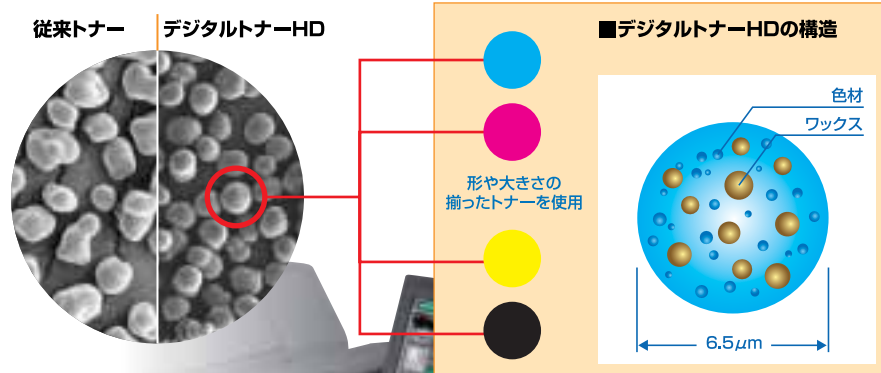 従来トナー
デジタルトナーHD
■デジタルトナーHDの構造
色材
ワックス
形や大きさの
揃ったトナーを使用
6.5μm